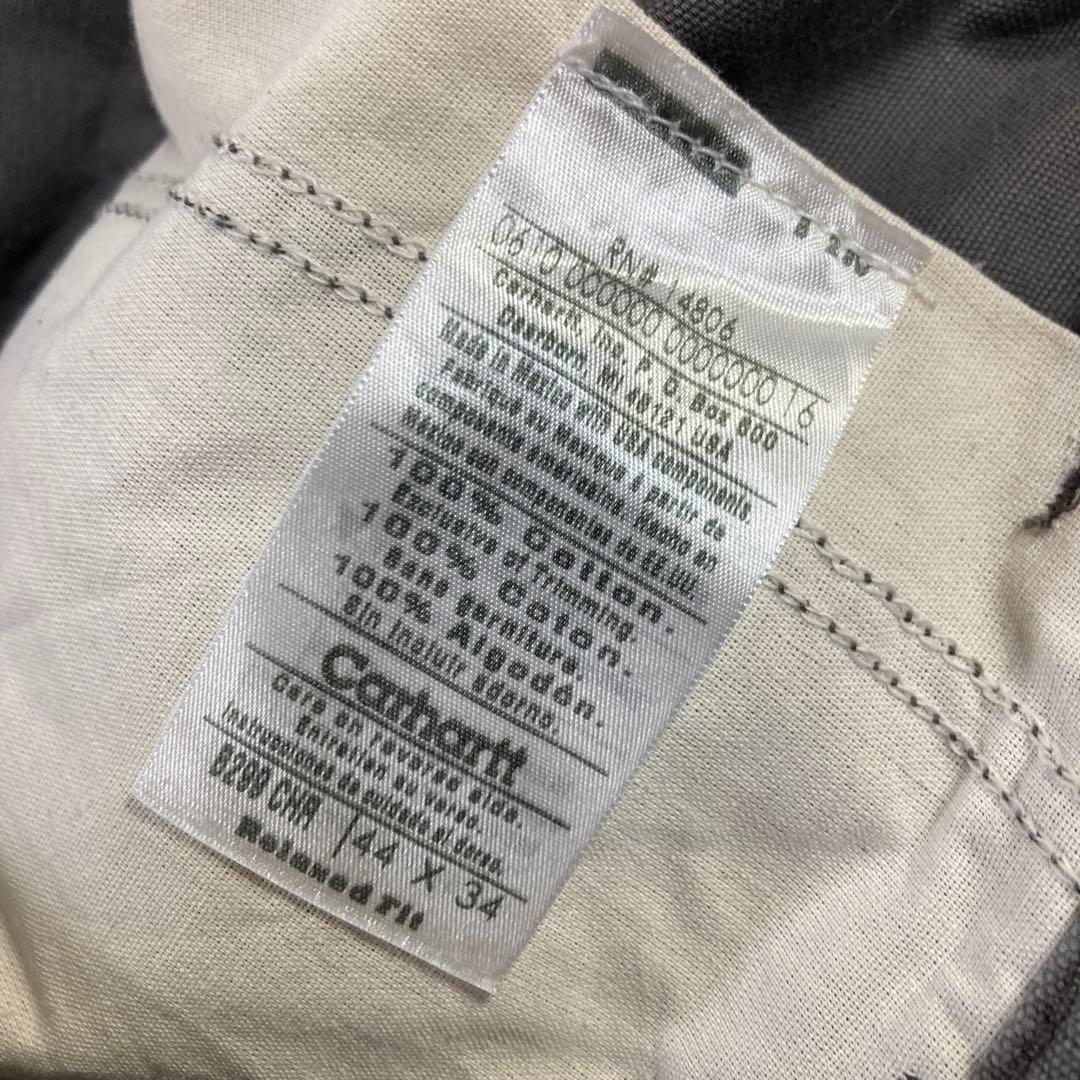 RN# 14806
0610 000000 0000000 16
Carhartt, Inc. P. O. Box 600
Dearborn, MI 48121 USA
Made in Mexico with USA components.
Fabriqué au Mexique à partir de
composants Américains. Hecho en
México con componentes de EE.UU.
100% Cotton.
Exclusive of Trimming.
100% Coton.
Sans garniture.
100% Algodón.
Sin Incluir Adorno.
Carhartt
Care on reverse side.
Entretien au verso.
Instrucciones de cuidado al dorso.
B299 CHR 44 X 34
Relaxed Fit